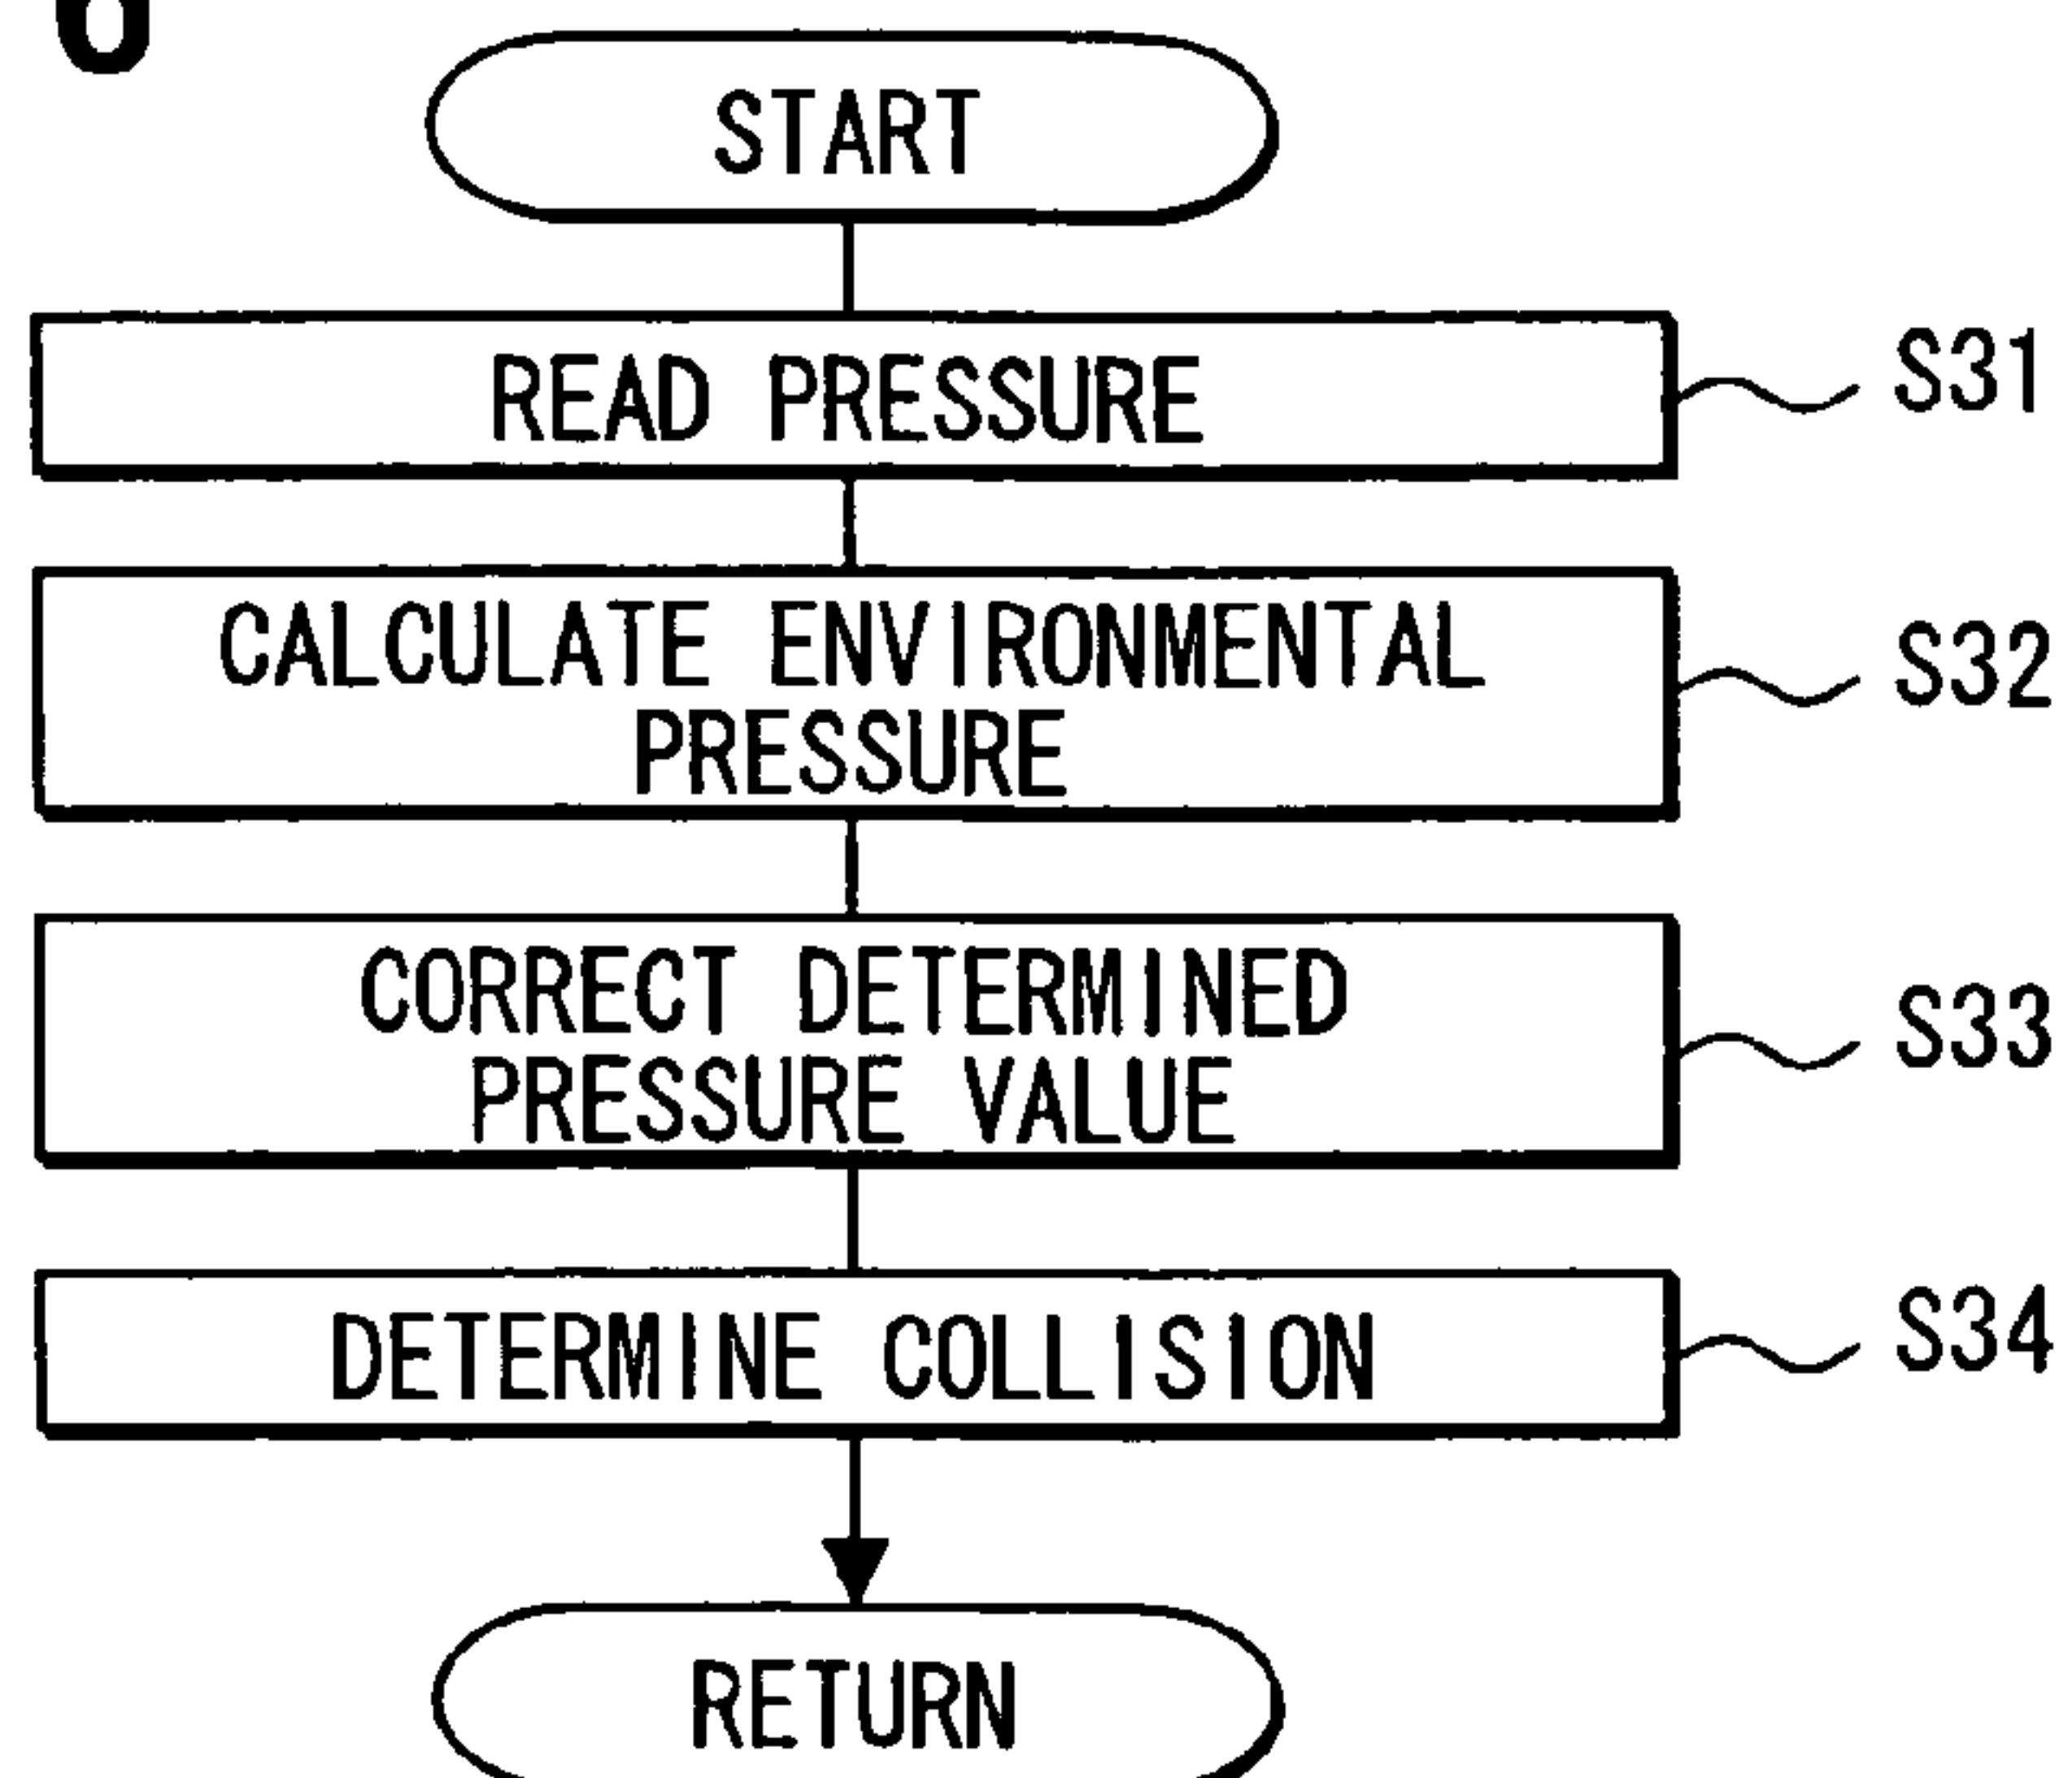 START
READ PRESSURE
S31
CALCULATE ENVIRONMENTAL
PRESSURE
S32
CORRECT DETERMINED
PRESSURE VALUE
S33
DETERMINE COLLISION
S34
RETURN